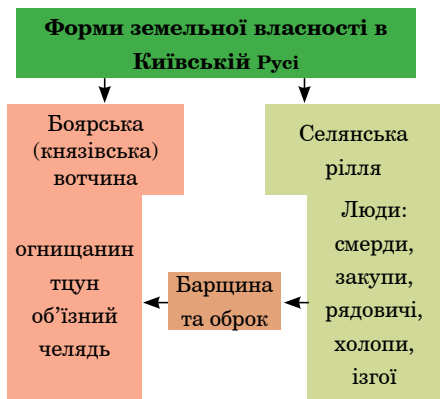 Форми земельної власності в
Київській Русі
Боярська
(князівська)
вотчина
Селянська
рілля
огнищанин
тцун
об’їзний
челядь
Барщина
та оброк
Люди:
смерди,
закупи,
рядовичі,
холопи,
ізгої